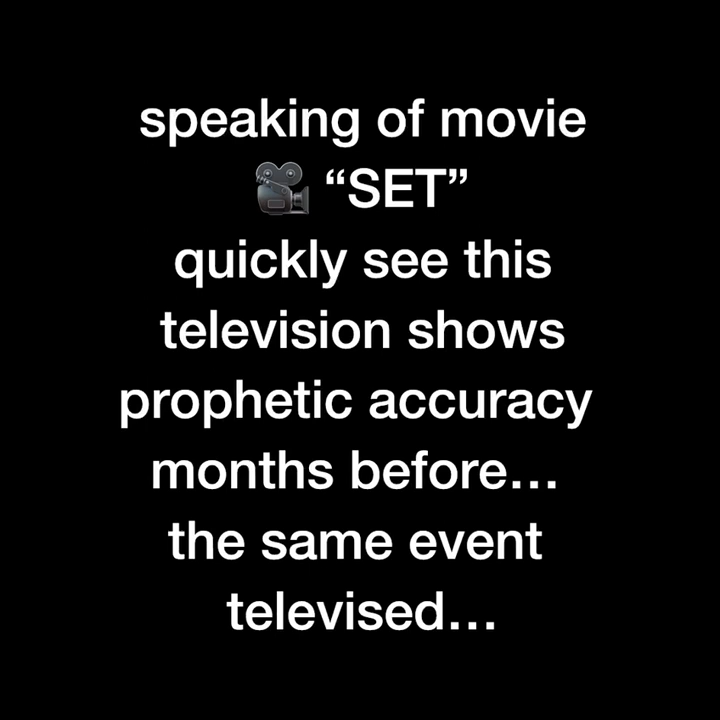 speaking of movie
🎥 “SET”
quickly see this
television shows
prophetic accuracy
months before...
the same event
televised...